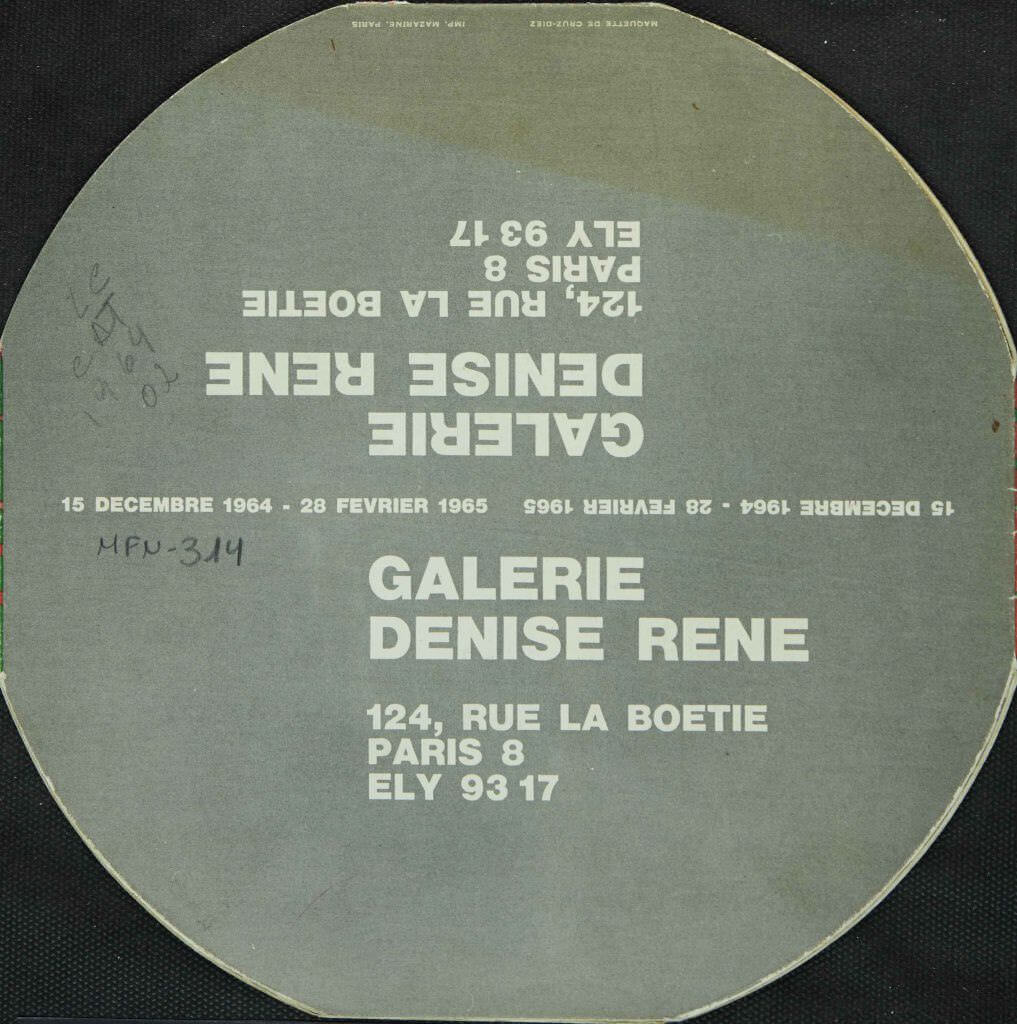 MAQUETTE DE CRUZ-DIEZ
IMP. MAZARINE. PARIS
GALERIE
DENISE RENE
124, RUE LA BOETIE
PARIS 8
ELY 93 17
15 DECEMBRE 1964 - 28 FEVRIER 1965
15 DECEMBRE 1964 - 28 FEVRIER 1965
MFN-314
GALERIE
DENISE RENE
124, RUE LA BOETIE
PARIS 8
ELY 93 17